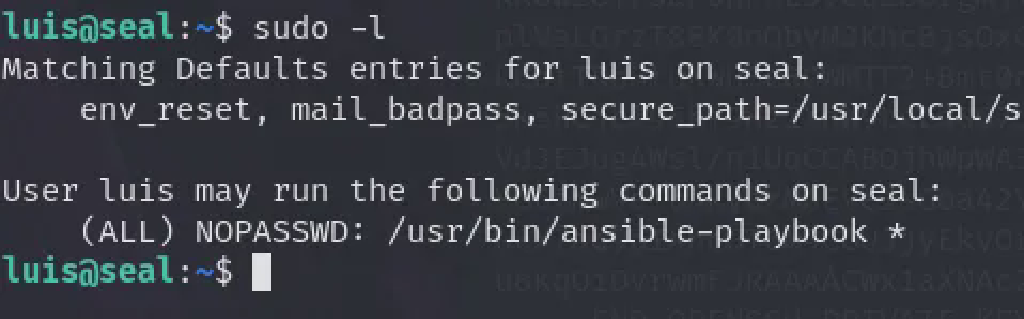 luis@seal:~$ sudo -l
Matching Defaults entries for luis on seal:
    env_reset, mail_badpass, secure_path=/usr/local/s

User luis may run the following commands on seal:
    (ALL) NOPASSWD: /usr/bin/ansible-playbook *
luis@seal:~$